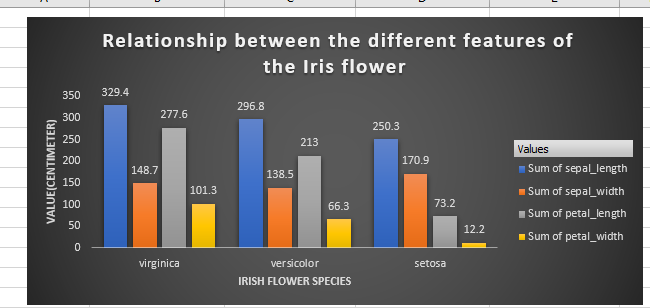 Relationship between the different features of
the Iris flower
VALUE(CENTIMETER)
350
300
250
200
150
100
50
0
329.4
148.7
277.6
101.3
296.8
138.5
213
66.3
250.3
170.9
73.2
12.2
virginica
versicolor
setosa
IRISH FLOWER SPECIES
Values
Sum of sepal_length
Sum of sepal_width
Sum of petal_length
Sum of petal_width